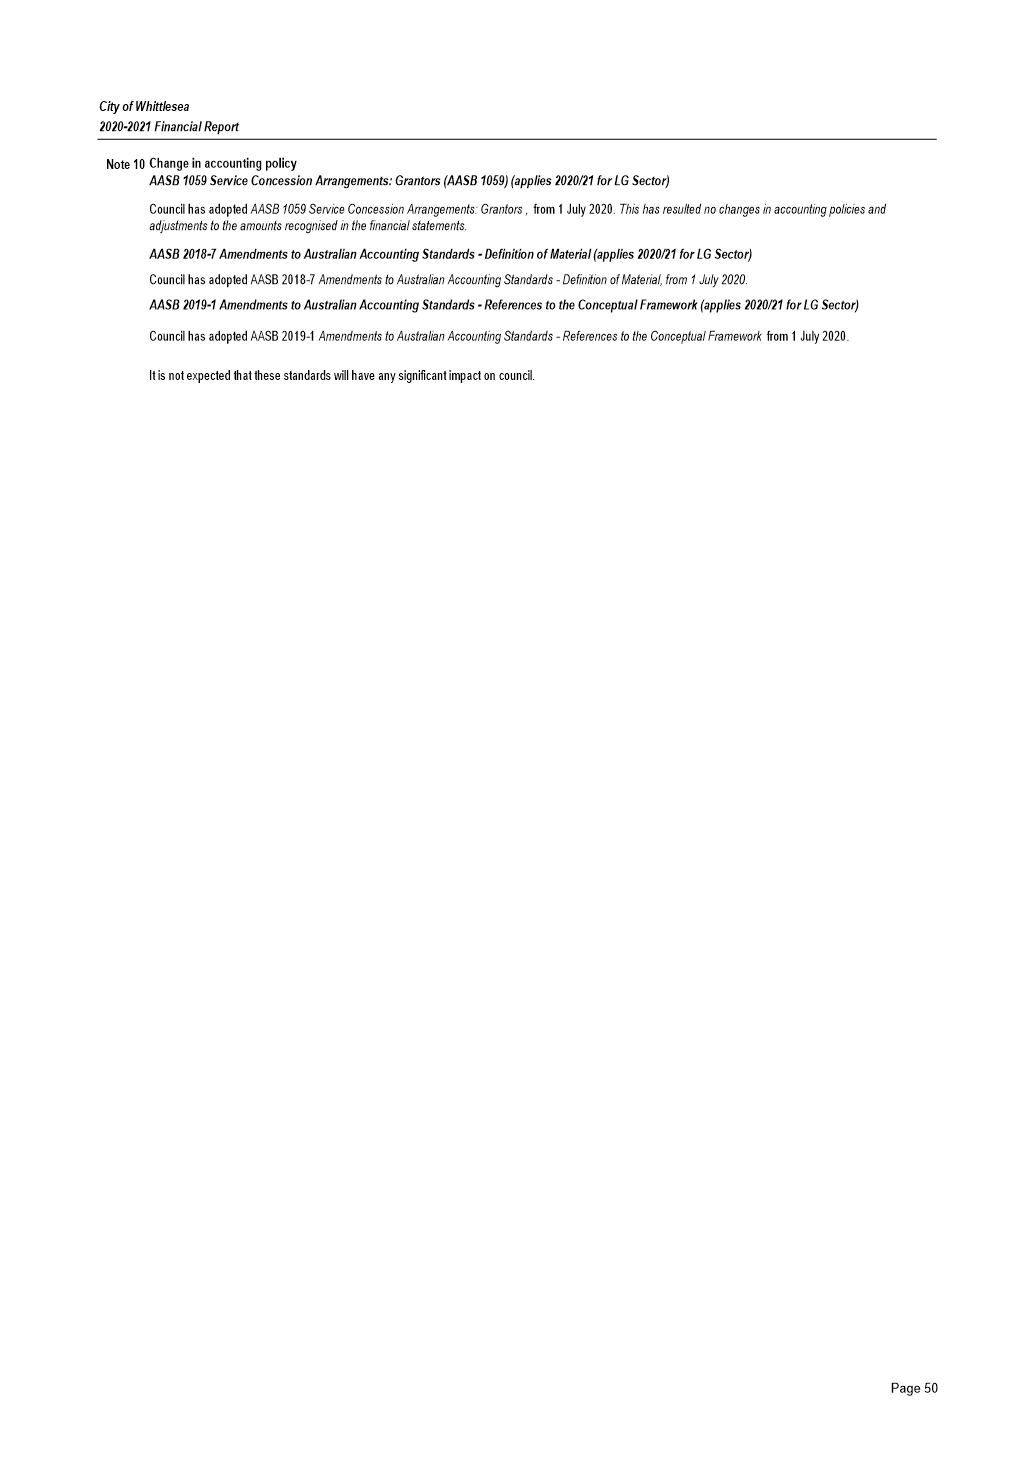 City of Whittlesea
2020-2021 Financial Report
Note 10 Change in accounting policy
AASB 1059 Service Concession Arrangements: Grantors (AASB 1059) (applies 2020/21 for LG Sector)
Council has adopted AASB 1059 Service Concession Arrangements: Grantors , from 1 July 2020. This has resulted no changes in accounting policies and
adjustments to the amounts recognised in the financial statements.
AASB 2018-7 Amendments to Australian Accounting Standards - Definition of Material (applies 2020/21 for LG Sector)
Council has adopted AASB 2018-7 Amendments to Australian Accounting Standards - Definition of Material, from 1 July 2020.
AASB 2019-1 Amendments to Australian Accounting Standards - References to the Conceptual Framework (applies 2020/21 for LG Sector)
Council has adopted AASB 2019-1 Amendments to Australian Accounting Standards - References to the Conceptual Framework from 1 July 2020.
It is not expected that these standards will have any significant impact on council.
Page 50